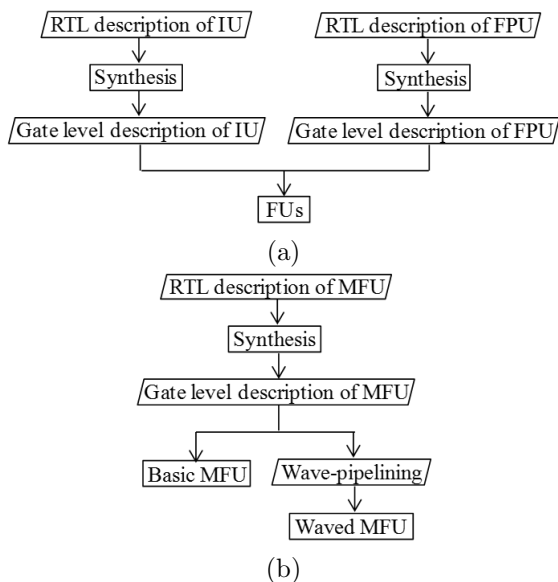 RTL description of IU
RTL description of FPU
Synthesis
Synthesis
Gate level description of IU
Gate level description of FPU
FUs
(a)
RTL description of MFU
Synthesis
Gate level description of MFU
Basic MFU
Wave-pipelining
Waved MFU
(b)